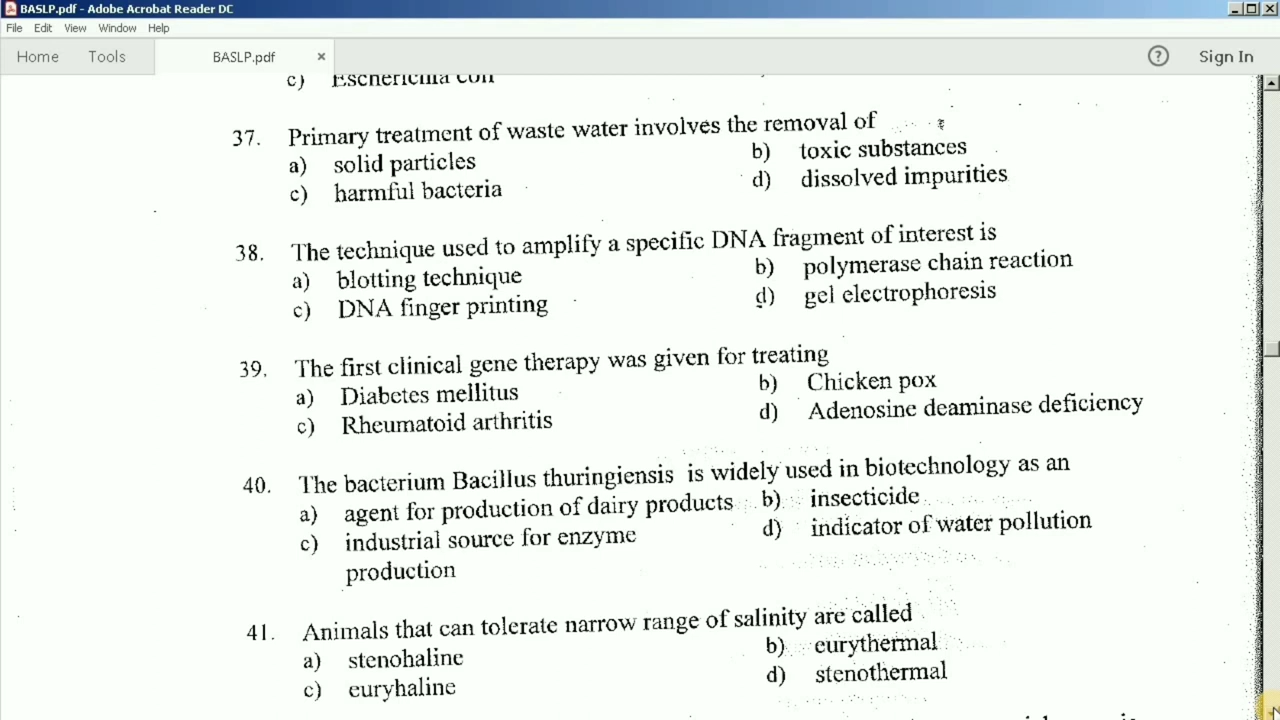 BASLP.pdf - Adobe Acrobat Reader DC
File Edit View Window Help
Home Tools BASLP.pdf × ? Sign In
c) Escherichia coli
37. Primary treatment of waste water involves the removal of
a) solid particles b) toxic substances
c) harmful bacteria d) dissolved impurities
38. The technique used to amplify a specific DNA fragment of interest is
a) blotting technique b) polymerase chain reaction
c) DNA finger printing d) gel electrophoresis
39. The first clinical gene therapy was given for treating
a) Diabetes mellitus b) Chicken pox
c) Rheumatoid arthritis d) Adenosine deaminase deficiency
40. The bacterium Bacillus thuringiensis is widely used in biotechnology as an
a) agent for production of dairy products b) insecticide
c) industrial source for enzyme d) indicator of water pollution
production
41. Animals that can tolerate narrow range of salinity are called
a) stenohaline b) eurythermal
c) euryhaline d) stenothermal